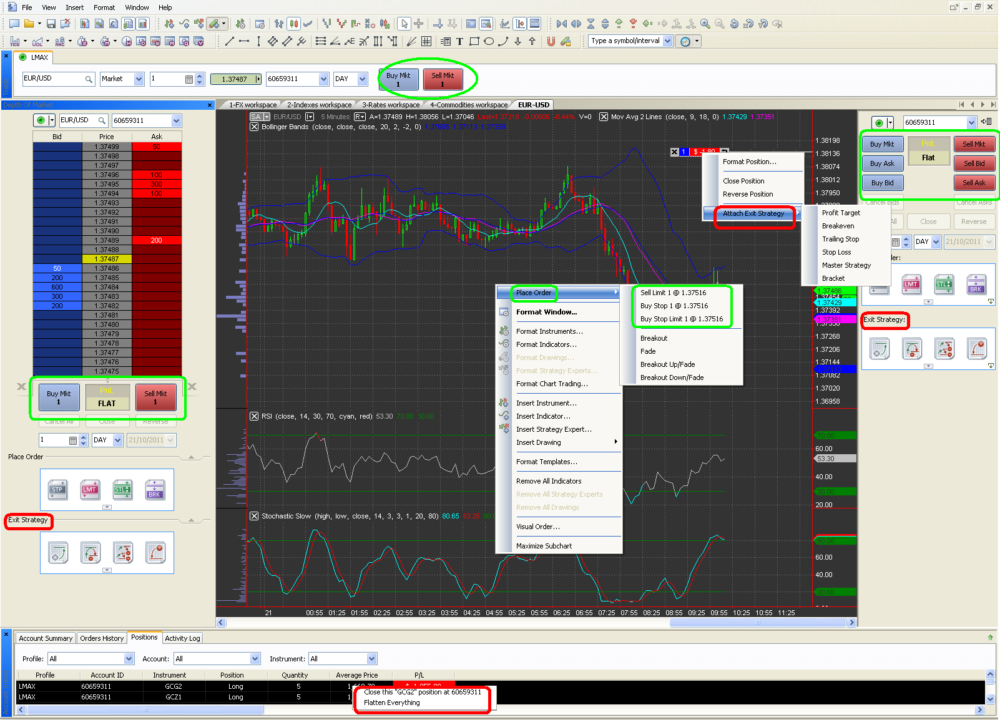 File View Insert Format Window Help
TICK VOL RNG Type a symbol/interval
LMAX
EUR/USD Market 1 1.37487 60659311 DAY Buy Mkt 1 Sell Mkt 1
Depth Of Market
1-FX workspace 2-Indexes workspace 3-Rates workspace 4-Commodities workspace EUR-USD
EUR/USD 60659311
Bid Price Ask
1.37499 50
1.37498
1.37497
1.37496 100
1.37495 300
1.37494 100
1.37493
1.37492
1.37491
1.37490
1.37489 200
1.37488
1.37487
50 1.37486
200 1.37485
600 1.37484
300 1.37483
200 1.37482
1.37481
1.37480
1.37479
1.37478
1.37477
1.37476
1.37475
Buy Mkt 1 PnL FLAT Sell Mkt 1
Cancel All Close Reverse
1 DAY 21/10/2011
Place Order
STP LMT STL BRK
Exit Strategy
SA EUR/USD I 5 Minutes R A=1.37489 H=1.38056 L=1.37046 Last=1.37218 -0.00606 -0.44% V=0 Mov Avg 2 Lines (close, 9, 18, 0) 1.37429 1.37351
Bollinger Bands (close, close, close, 20, 2, -2, 0) 1.37605 1.37113 1.37359
1 $ -1.80
Format Position...
Close Position
Reverse Position
Attach Exit Strategy
Profit Target
Breakeven
Trailing Stop
Stop Loss
Master Strategy
Bracket
Place Order
Format Window...
Format Instruments...
Format Indicators...
Format Drawings...
Format Strategy Experts...
Format Chart Trading...
Insert Instrument...
Insert Indicator...
Insert Strategy Expert...
Insert Drawing
Format Templates...
Remove All Indicators
Remove All Strategy Experts
Remove All Drawings
Visual Order...
Maximize Subchart
Sell Limit 1 @ 1.37516
Buy Stop 1 @ 1.37516
Buy Stop Limit 1 @ 1.37516
Breakout
Fade
Breakout Up/Fade
Breakout Down/Fade
1.38198
1.38136
1.38074
1.38012
1.37950
1.37486
1.37454
1.37429
1.37392
1.37351
1.37330
1.37268
1.37206
1.37144
1.37082
1.37020
1.36958
RSI (close, 14, 30, 70, cyan, red) 53.30 70.00 30.00
70.00
60.00
53.30
40.00
30.00
20.00
Stochastic Slow (high, low, close, 14, 3, 3, 1, 20, 80) 80.65 83.25
80.00
60.00
40.00
20.00
21 00:55 01:25 01:55 02:25 02:55 03:25 03:55 04:25 04:55 05:25 05:55 06:25 06:55 07:25 07:55 08:25 08:55 09:25 09:55 10:25 10:55 11:25
60659311
Buy Mkt PnL Flat Sell Mkt
Buy Ask Sell Bid
Buy Bid Sell Ask
Cancel Bids Cancel Asks
All Close Reverse
DAY 21/10/2011
LMT STL BRK
Exit Strategy:
Account Summary Orders History Positions Activity Log
Profile: All Account: All Instrument: All
Profile Account ID Instrument Position Quantity Average Price P/L
LMAX 60659311 GCG2 Long 5
LMAX 60659311 GCZ1 Long 5
Close this "GCG2" position at 60659311
Flatten Everything